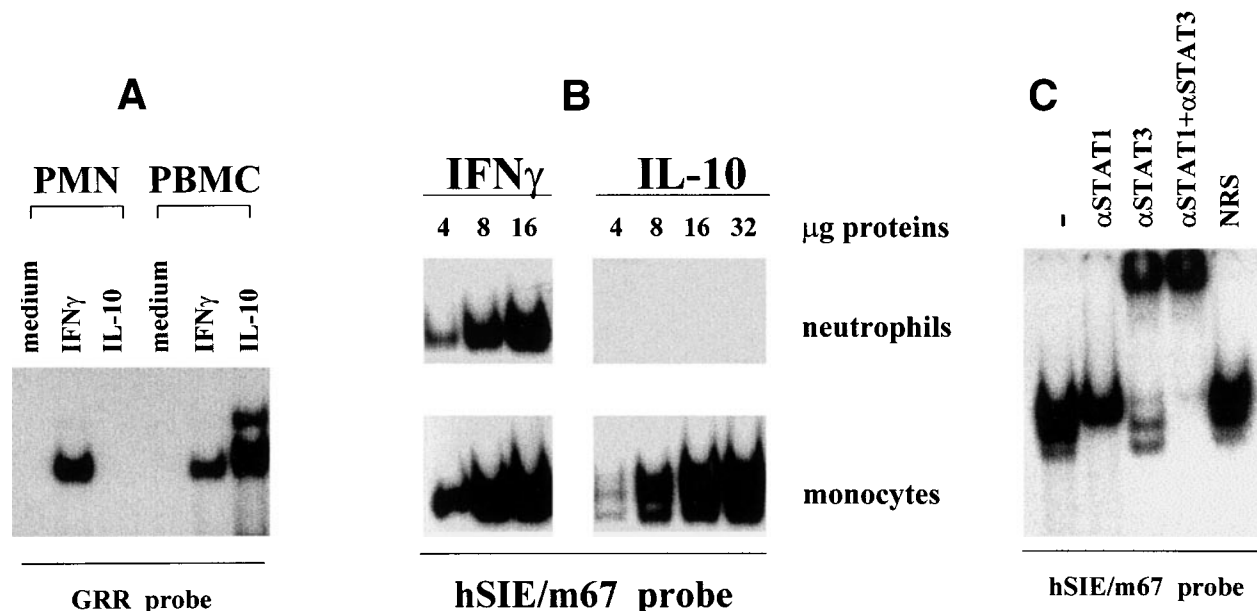 A
PMN PBMC
medium
IFNγ
IL-10
medium
IFNγ
IL-10
GRR probe
B
IFNγ IL-10
4 8 16 4 8 16 32 μg proteins
neutrophils
monocytes
hSIE/m67 probe
C
-
αSTAT1
αSTAT3
αSTAT1+αSTAT3
NRS
hSIE/m67 probe